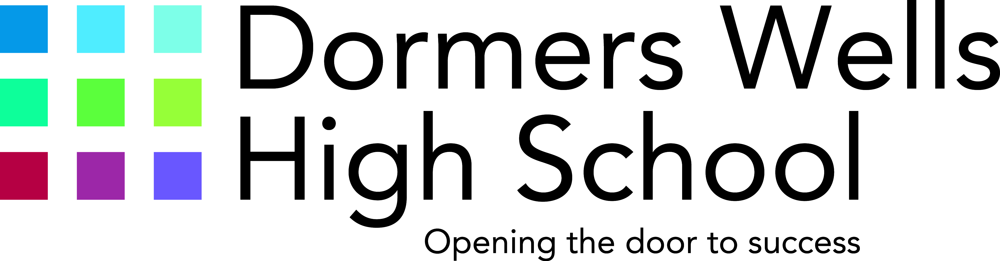 Dormers Wells
High School
Opening the door to success